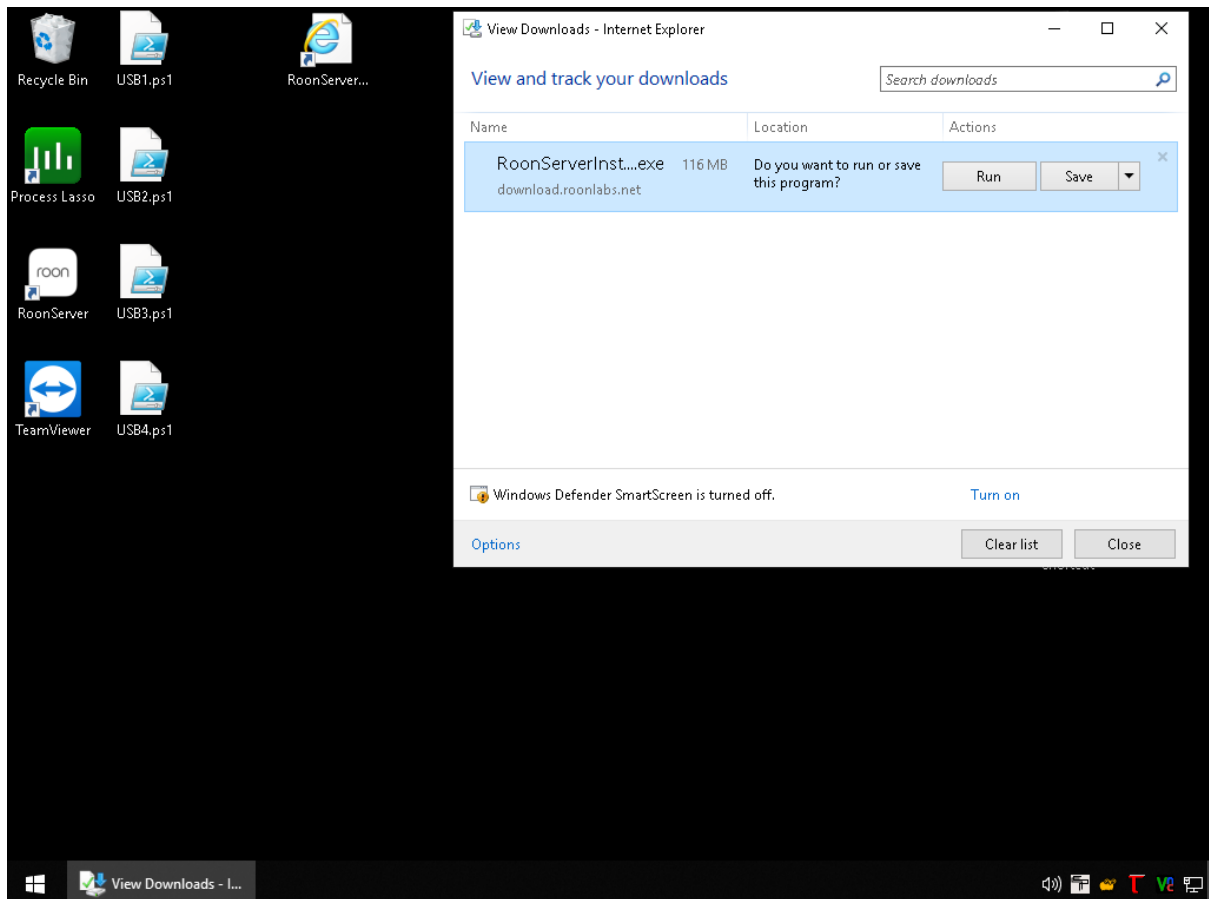 Recycle Bin
USB1.ps1
RoonServer...
Process Lasso
USB2.ps1
roon
RoonServer
USB3.ps1
TeamViewer
USB4.ps1
View Downloads - Internet Explorer
View and track your downloads
Search downloads
Name
Location
Actions
RoonServerInst....exe 116 MB
download.roonlabs.net
Do you want to run or save
this program?
Run
Save
Windows Defender SmartScreen is turned off.
Turn on
Options
Clear list
Close
View Downloads - I...